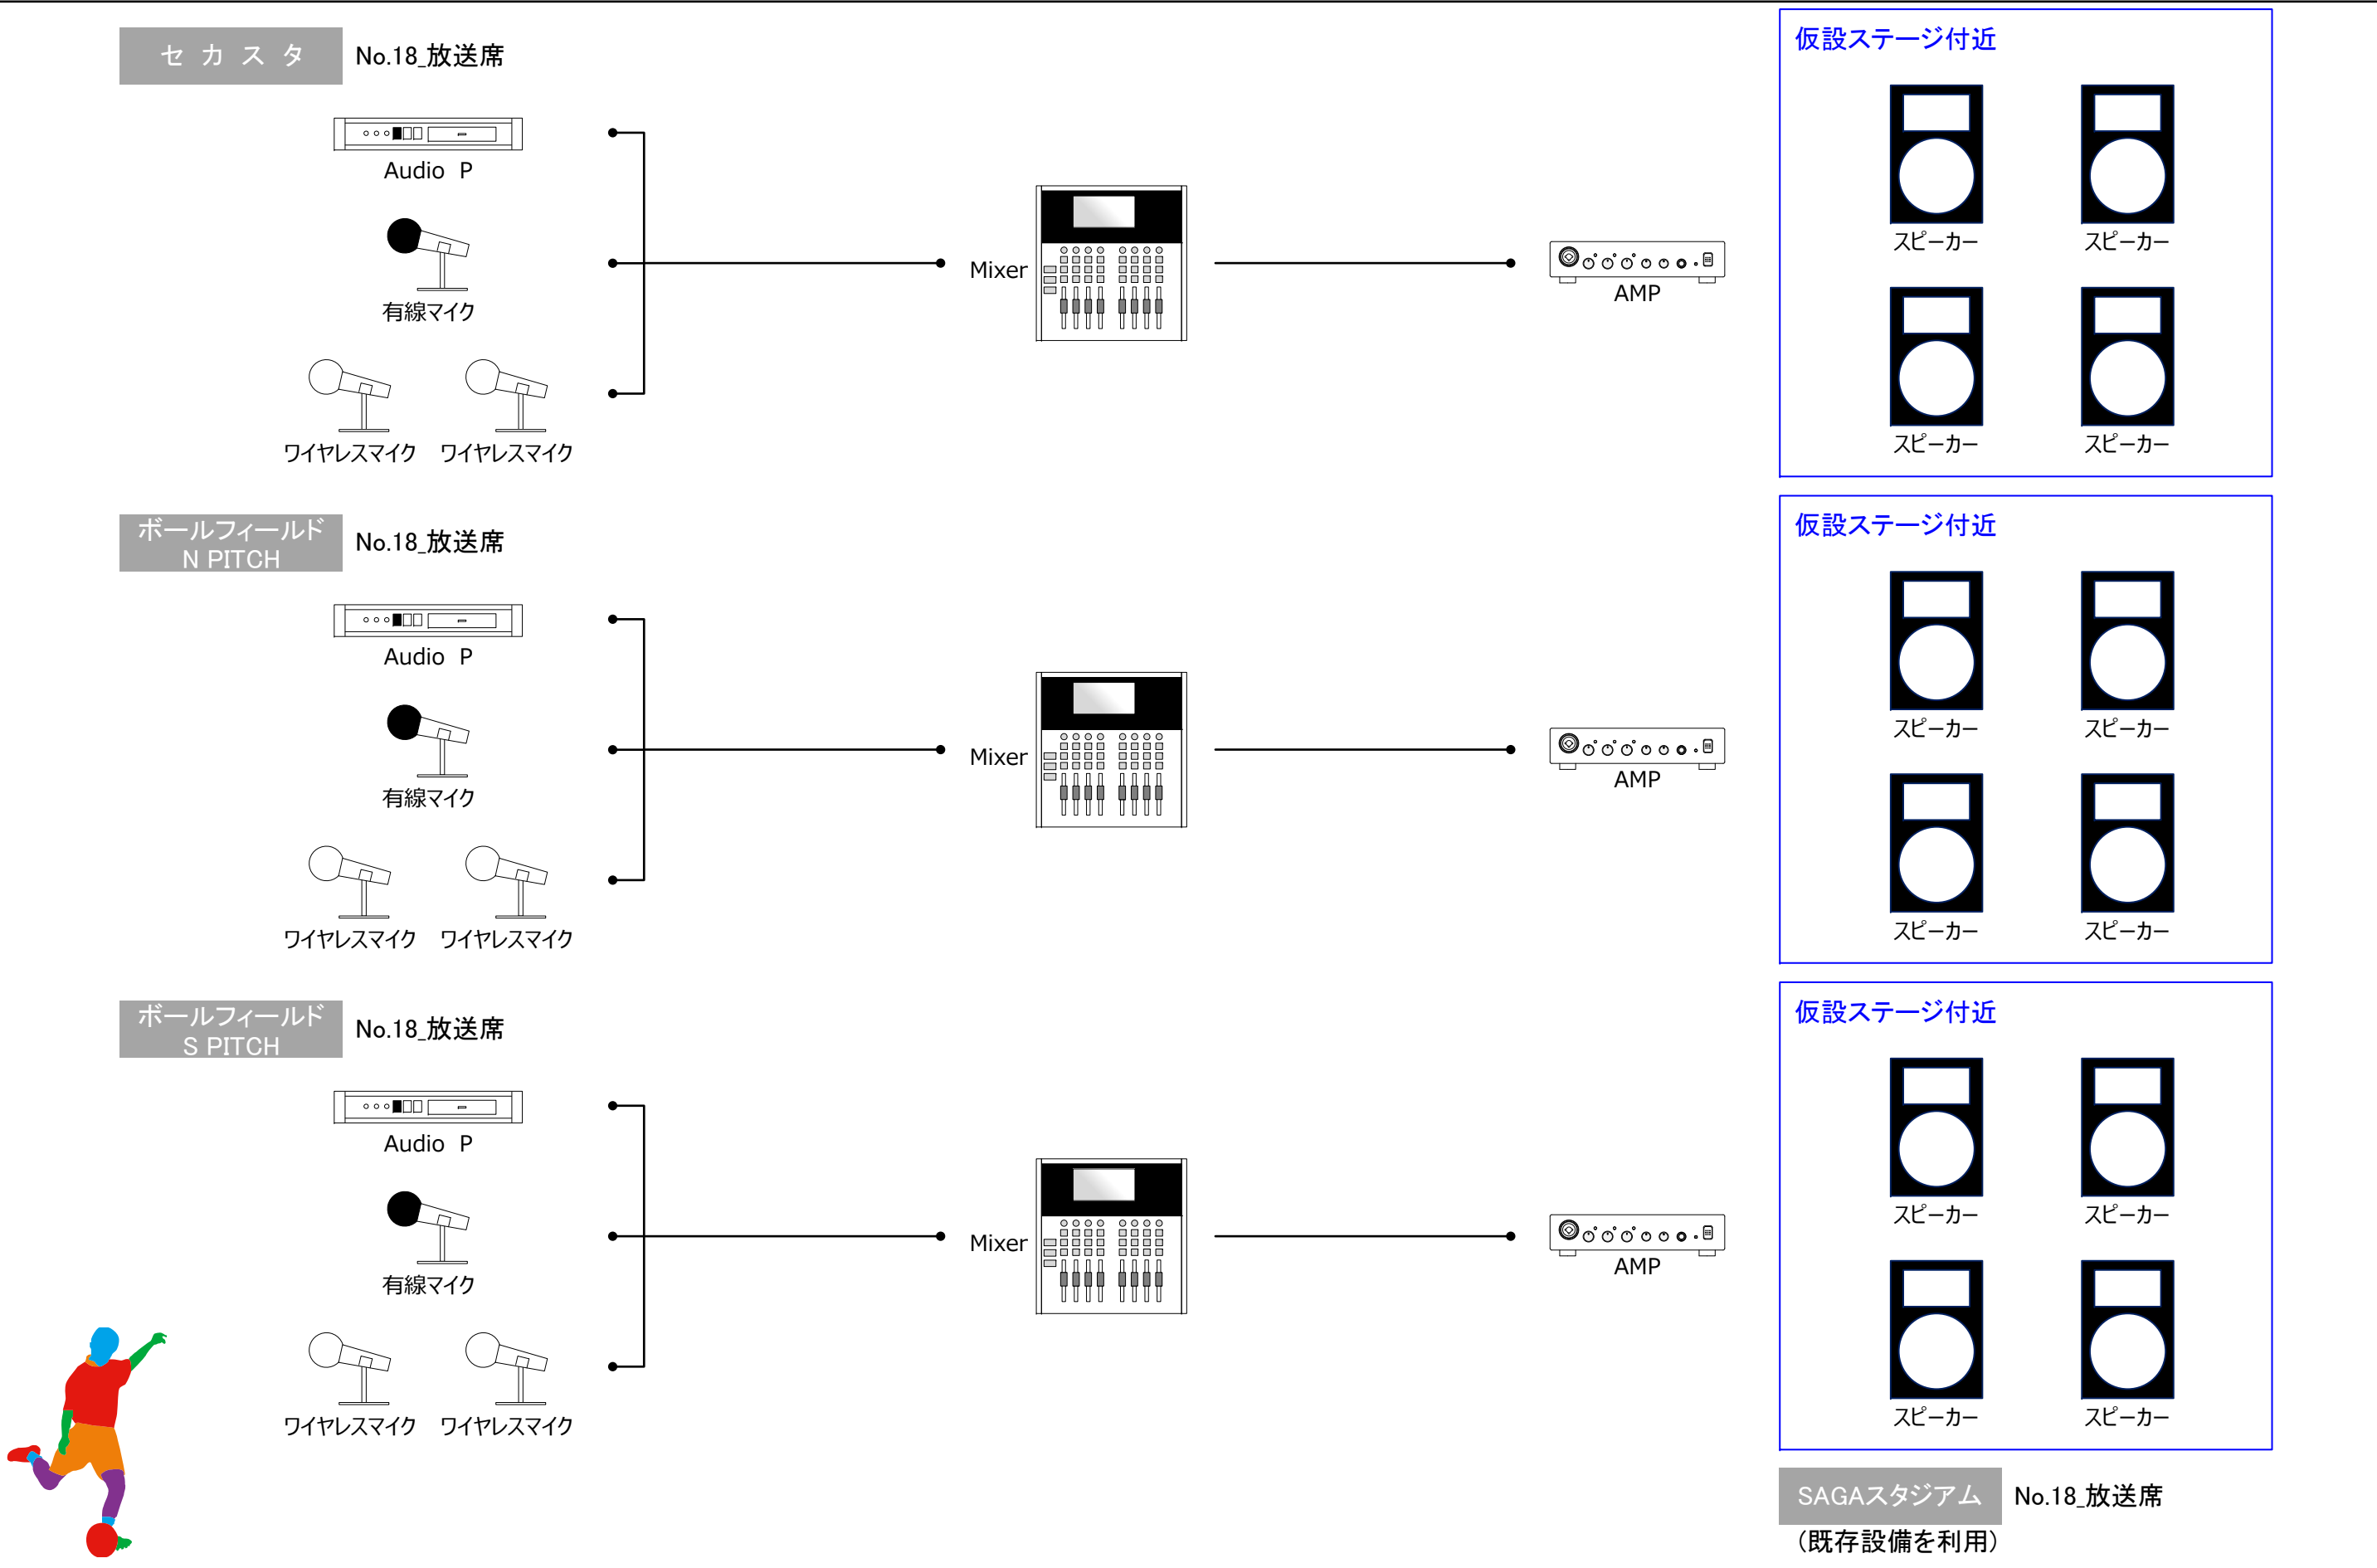 セカスタ
No.18_放送席
Audio P
有線マイク
ワイヤレスマイク ワイヤレスマイク
Mixer
AMP
仮設ステージ付近
スピーカー スピーカー
スピーカー スピーカー
ボールフィールド
N PITCH
No.18_放送席
Audio P
有線マイク
ワイヤレスマイク ワイヤレスマイク
Mixer
AMP
仮設ステージ付近
スピーカー スピーカー
スピーカー スピーカー
ボールフィールド
S PITCH
No.18_放送席
Audio P
有線マイク
ワイヤレスマイク ワイヤレスマイク
Mixer
AMP
仮設ステージ付近
スピーカー スピーカー
スピーカー スピーカー
SAGAスタジアム
No.18_放送席
（既存設備を利用）